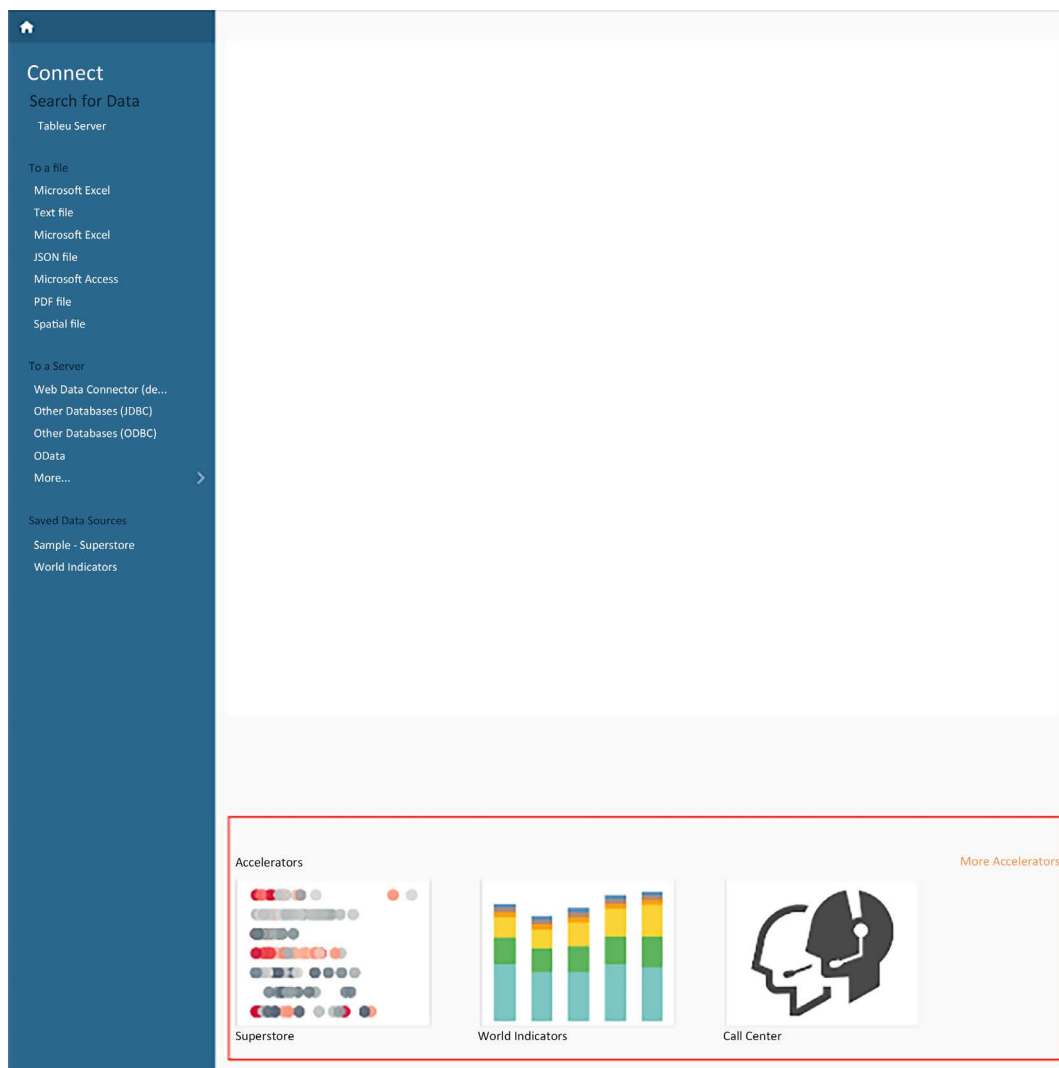 Connect
Search for Data
Tableu Server
To a file
Microsoft Excel
Text file
Microsoft Excel
JSON file
Microsoft Access
PDF file
Spatial file
To a Server
Web Data Connector (de...
Other Databases (JDBC)
Other Databases (ODBC)
OData
More...
Saved Data Sources
Sample - Superstore
World Indicators
Accelerators
More Accelerators
Superstore
World Indicators
Call Center